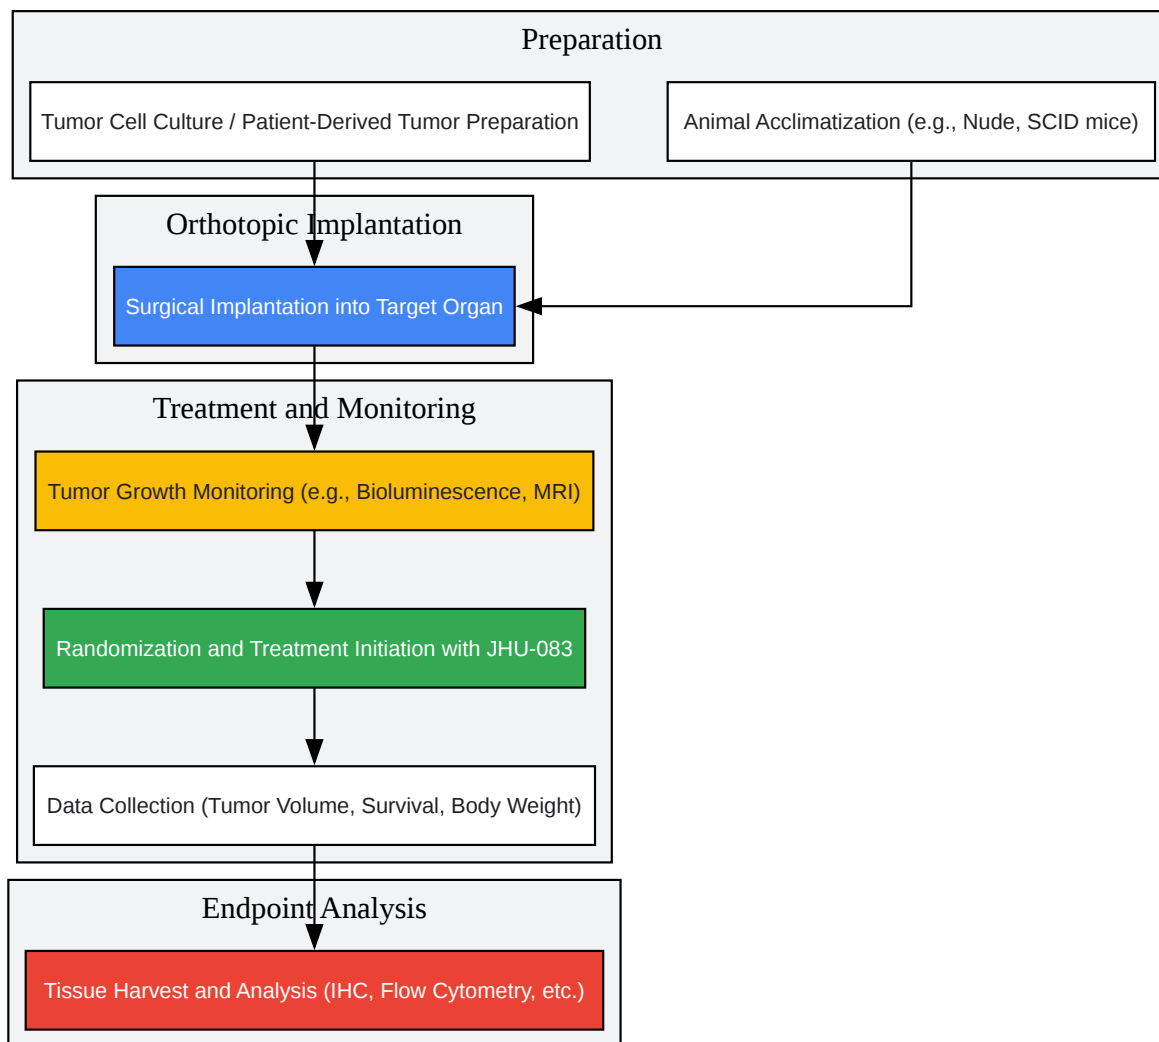 Preparation
Tumor Cell Culture / Patient-Derived Tumor Preparation
Animal Acclimatization (e.g., Nude, SCID mice)
Orthotopic Implantation
Surgical Implantation into Target Organ
Treatment and Monitoring
Tumor Growth Monitoring (e.g., Bioluminescence, MRI)
Randomization and Treatment Initiation with JHU-083
Data Collection (Tumor Volume, Survival, Body Weight)
Endpoint Analysis
Tissue Harvest and Analysis (IHC, Flow Cytometry, etc.)